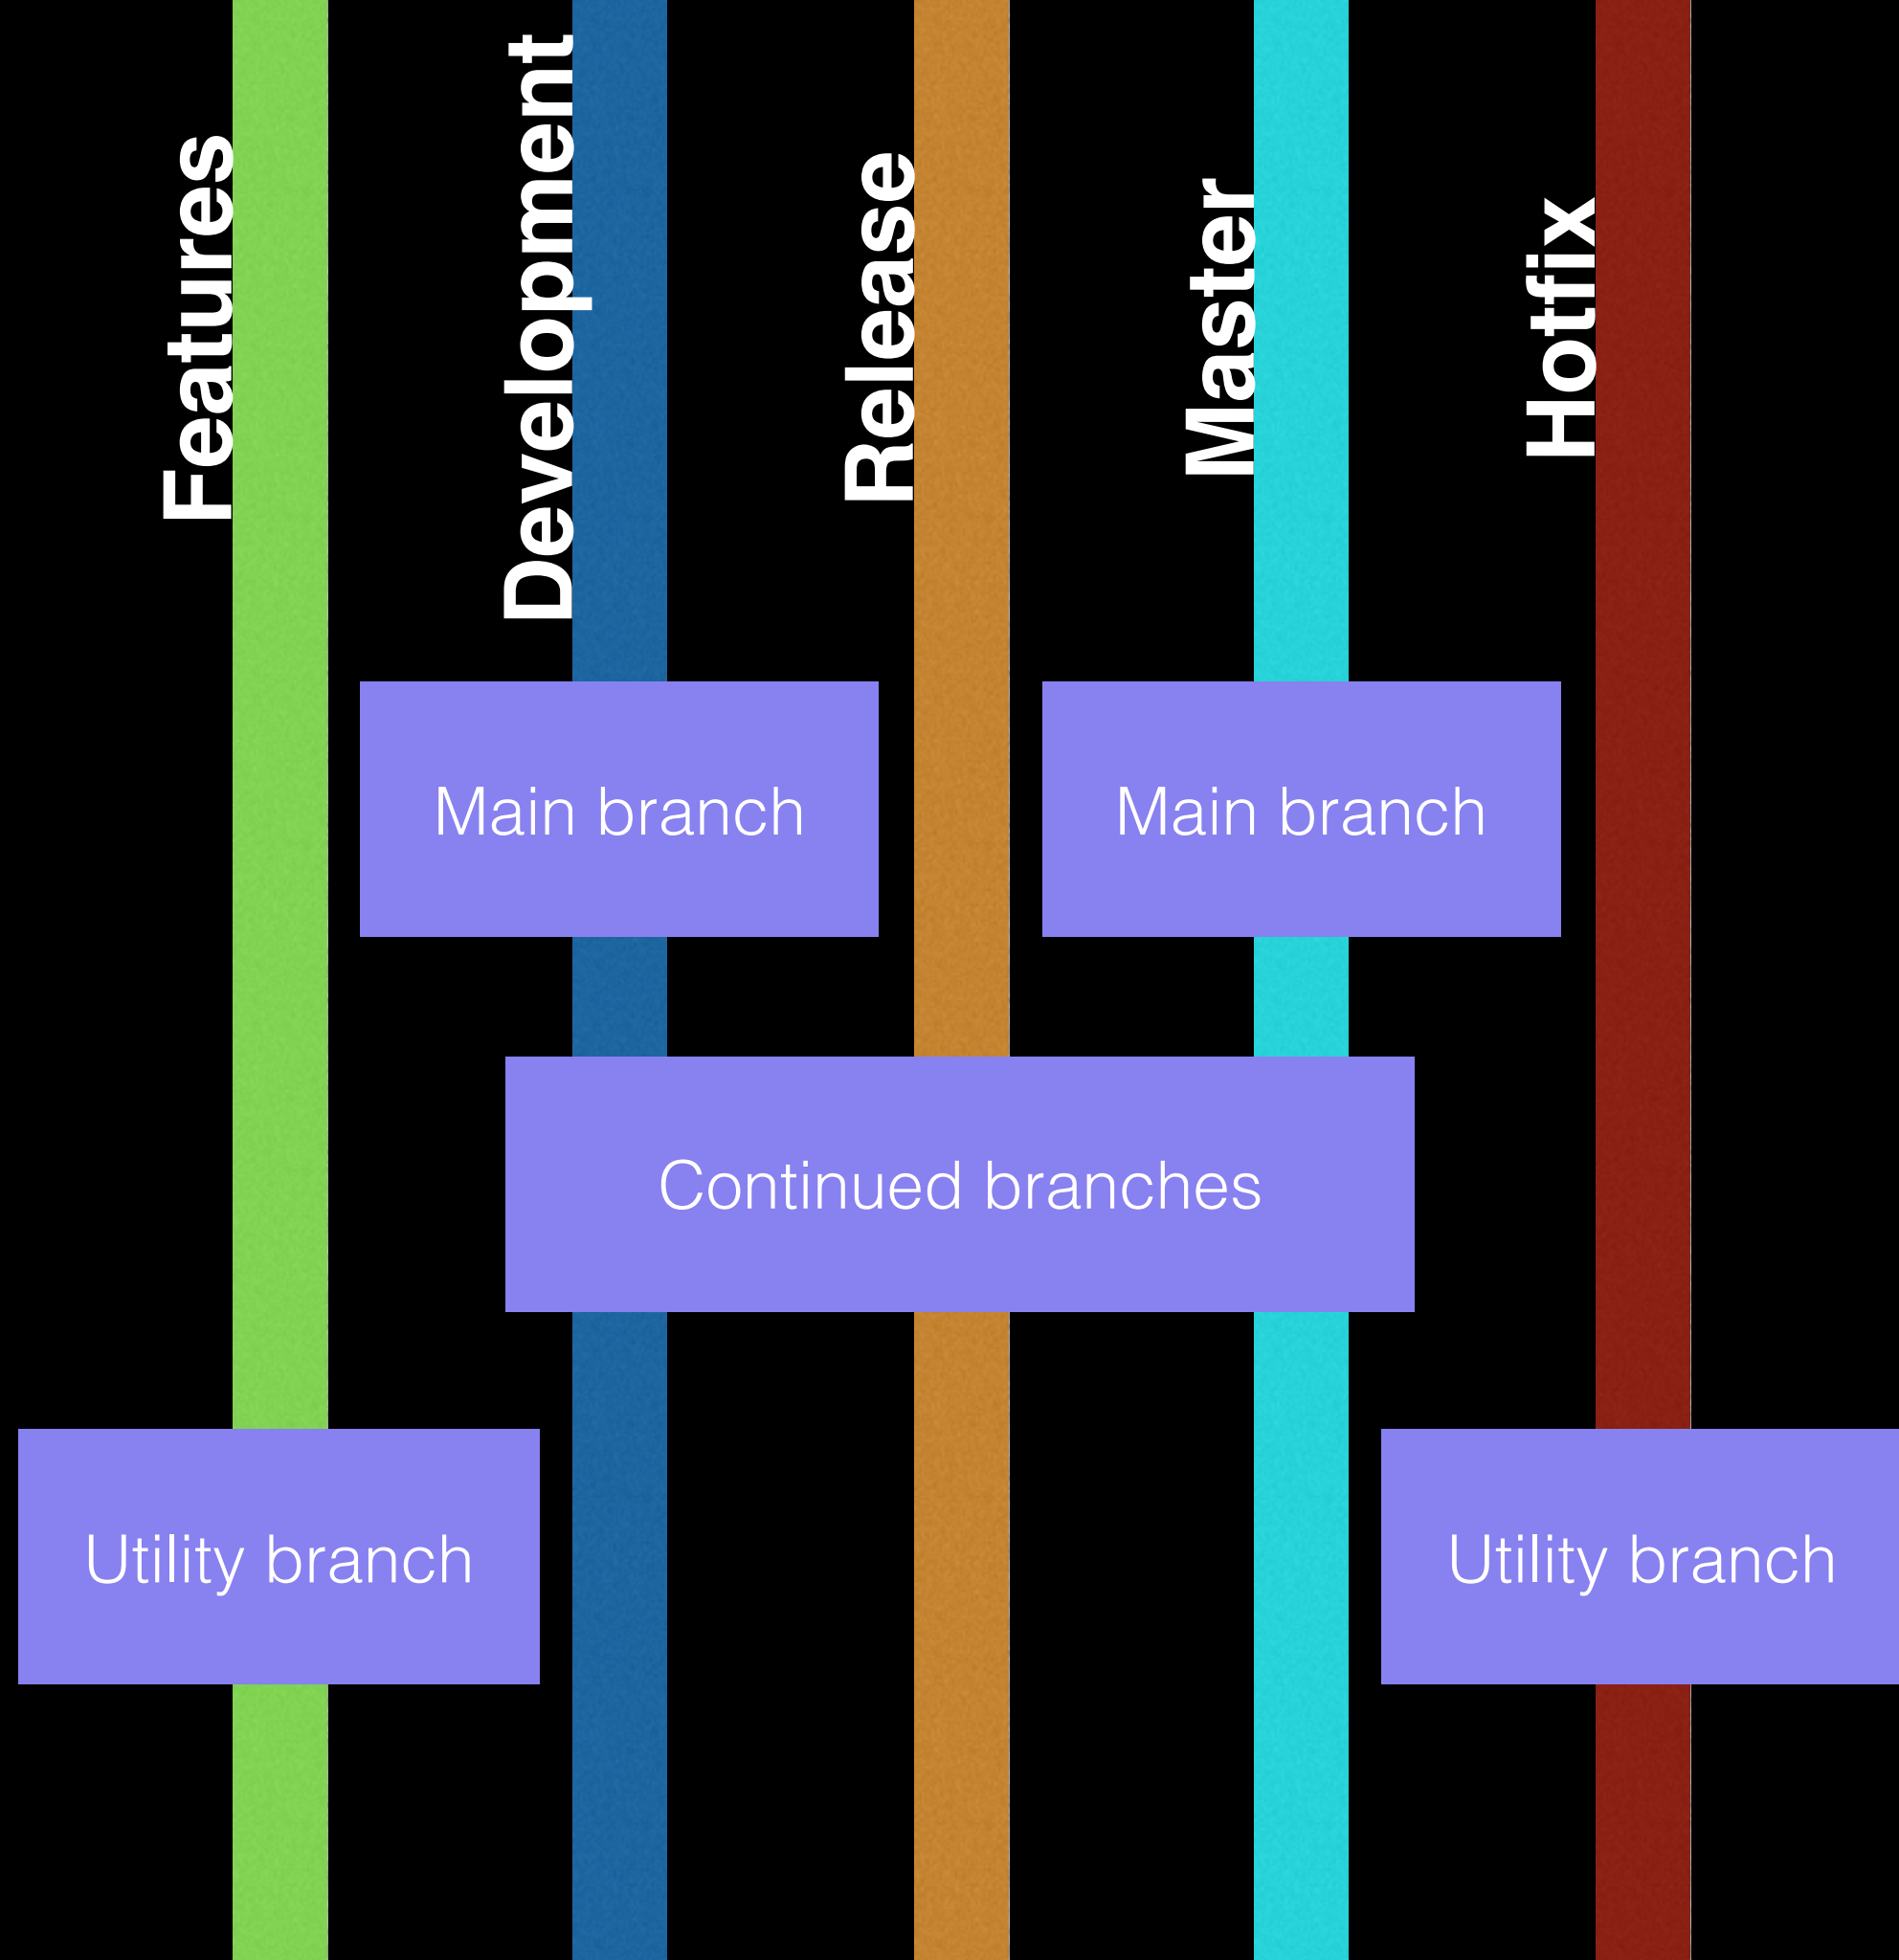 Features
Development
Release
Master
Hotfix
Main branch
Main branch
Continued branches
Utility branch
Utility branch